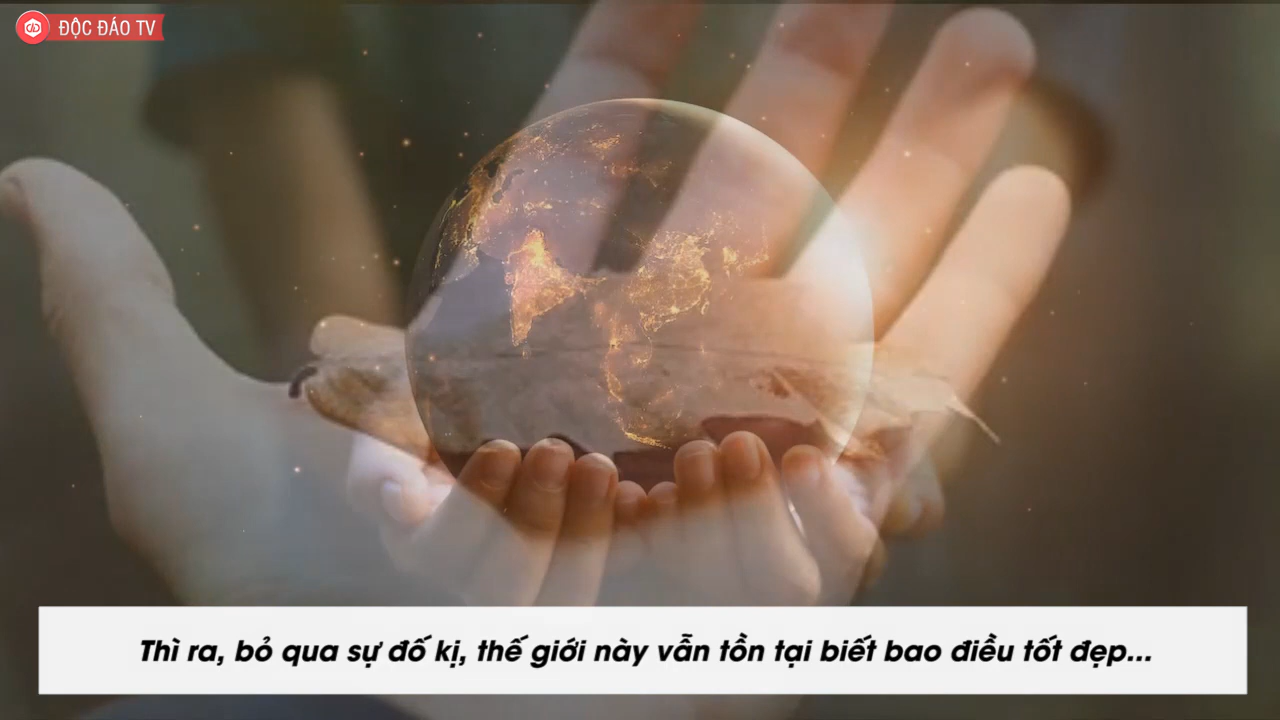 ĐỘC ĐÁO TV
Thì ra, bỏ qua sự đố kị, thế giới này vẫn tồn tại biết bao điều tốt đẹp...